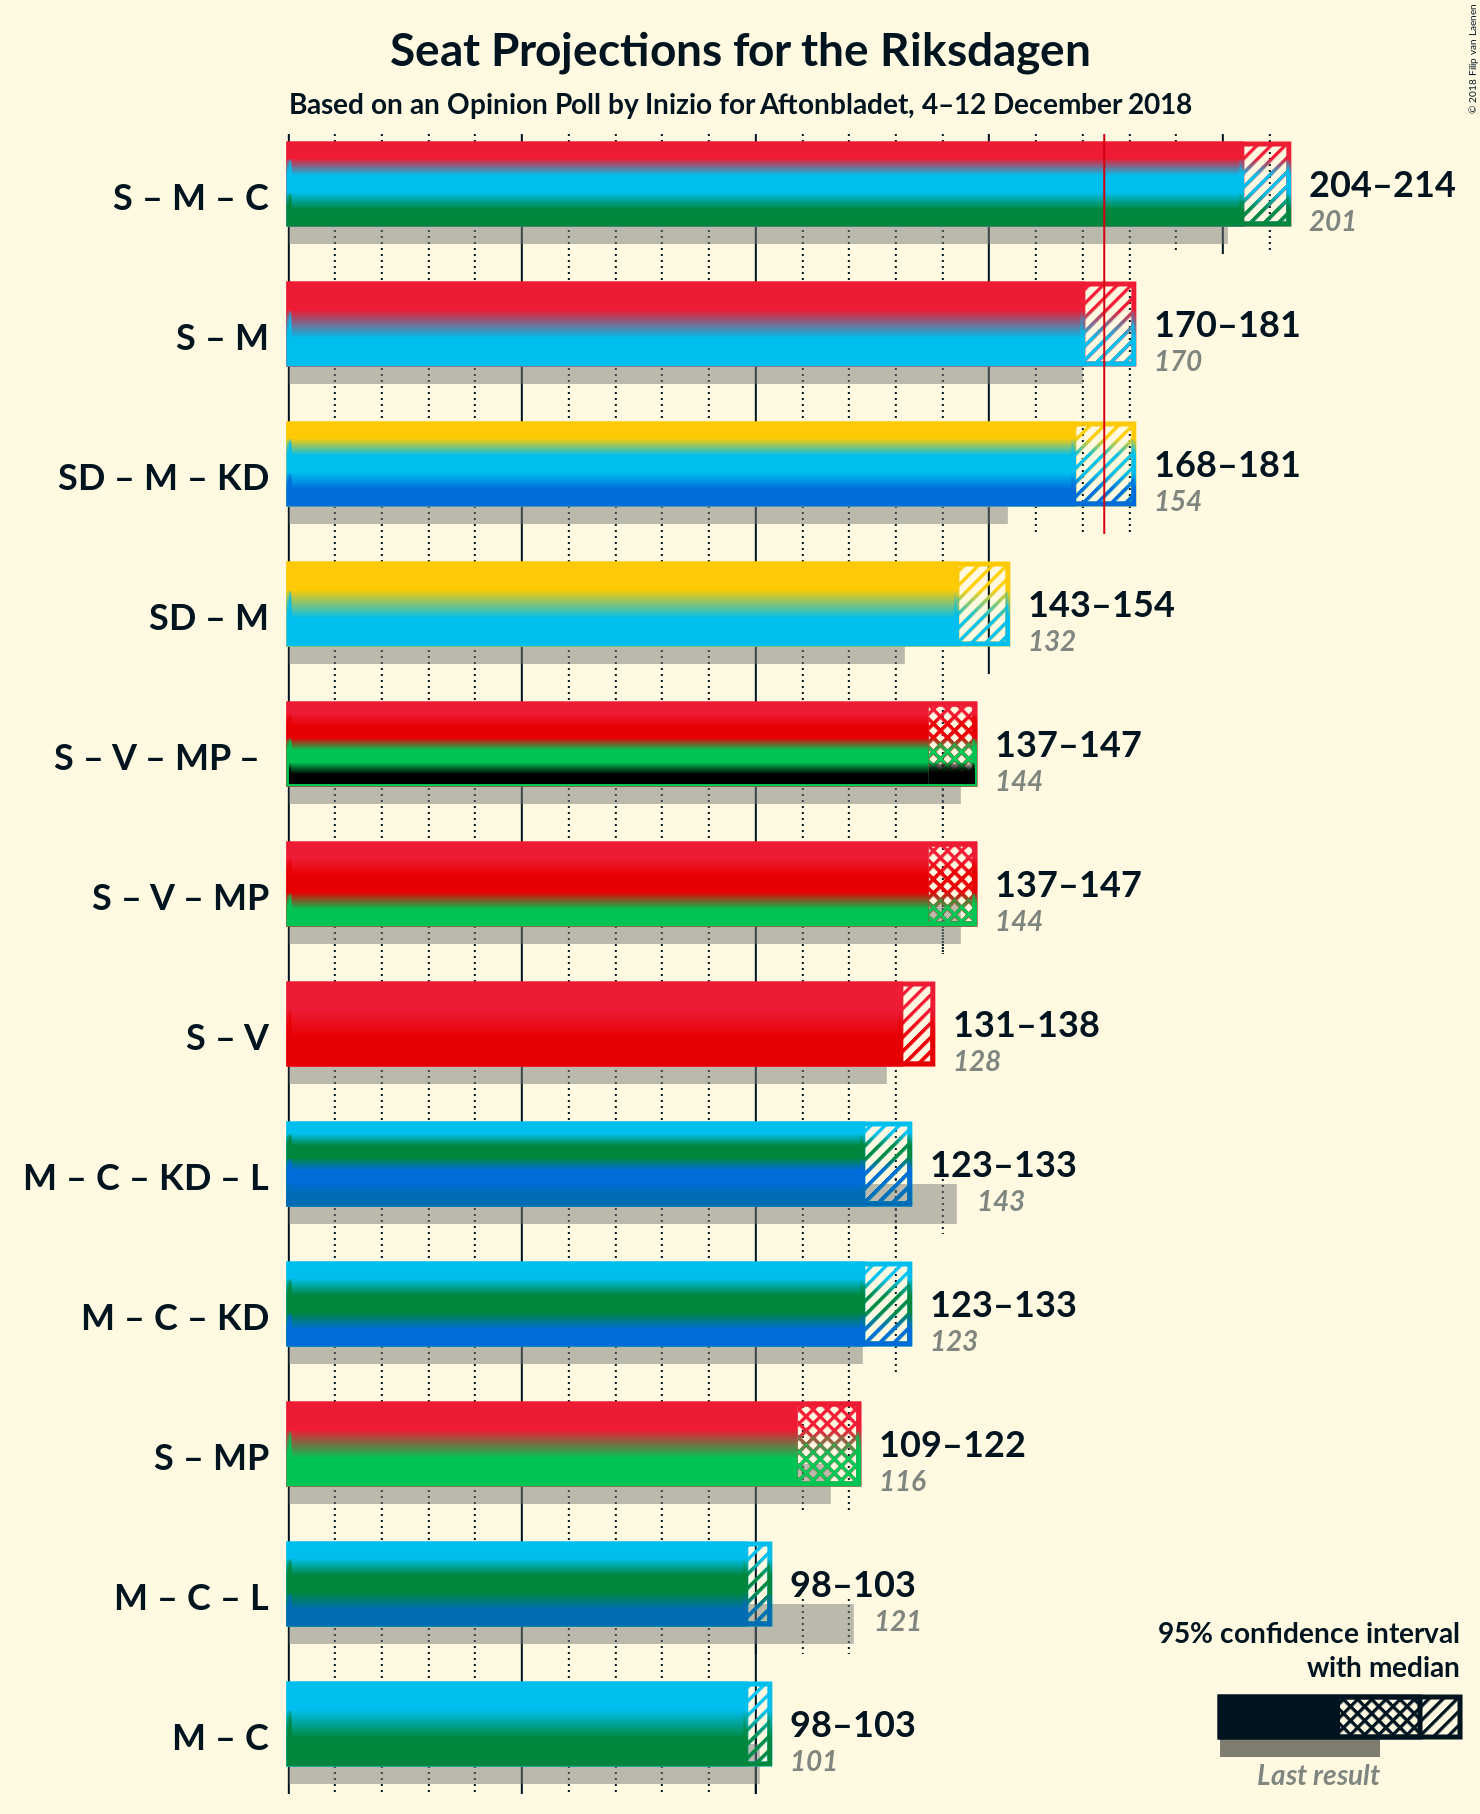 Seat Projections for the Riksdagen
Based on an Opinion Poll by Inizio for Aftonbladet, 4–12 December 2018
© 2018 Filip van Laenen
S – M – C
204–214
201
S – M
170–181
170
SD – M – KD
168–181
154
SD – M
143–154
132
S – V – MP –
137–147
144
S – V – MP
137–147
144
S – V
131–138
128
M – C – KD – L
123–133
143
M – C – KD
123–133
123
S – MP
109–122
116
M – C – L
98–103
121
M – C
98–103
101
95% confidence interval
with median
Last result